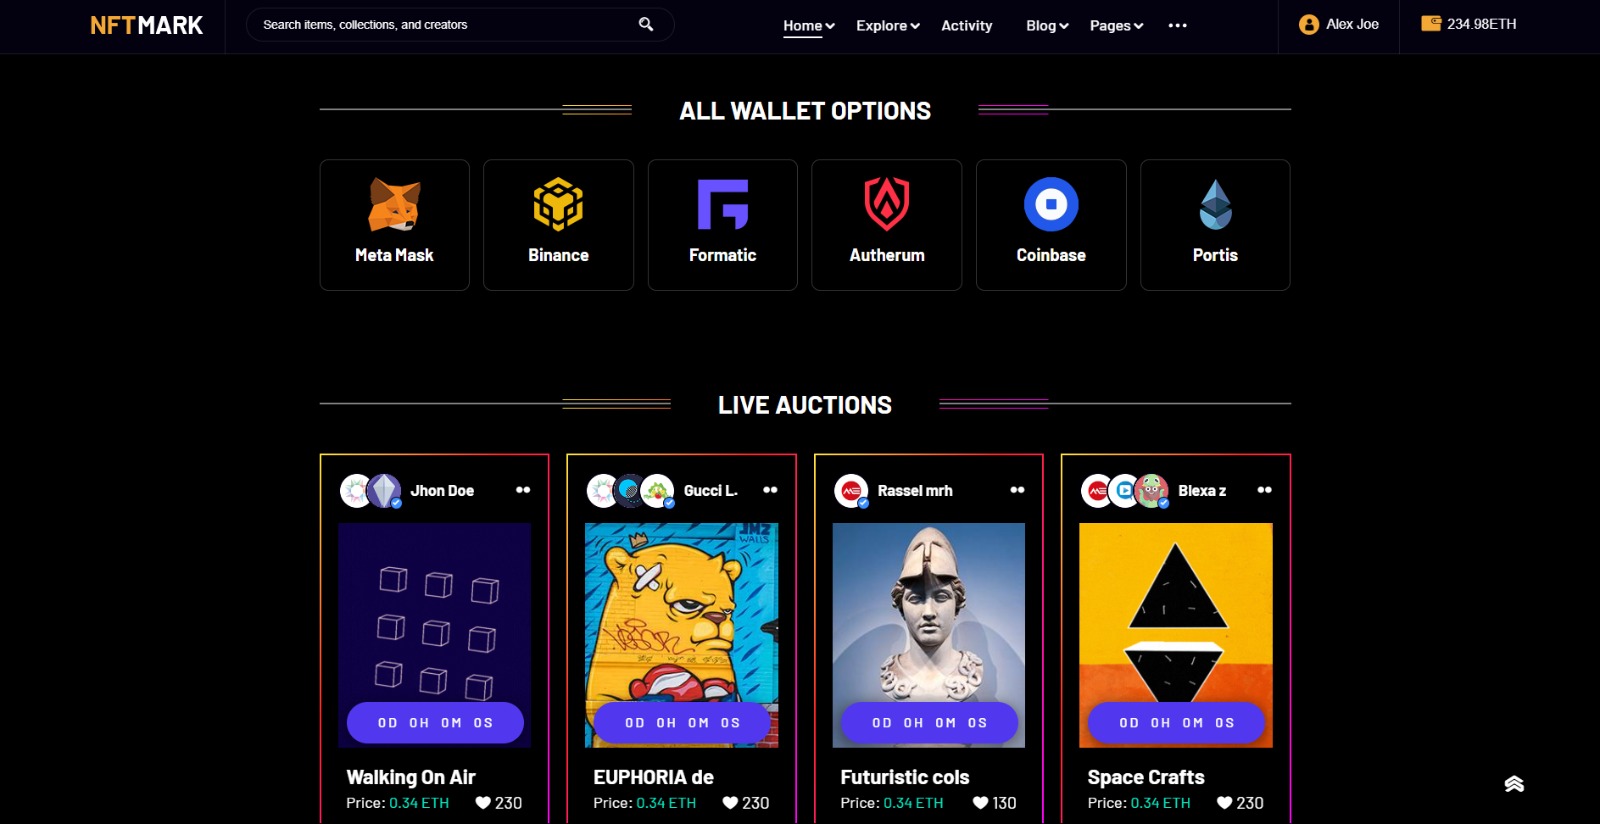 NFTMARK
Search items, collections, and creators
Home Explore Activity Blog Pages
Alex Joe
234.98ETH
ALL WALLET OPTIONS
Meta Mask Binance Formatic Autherum Coinbase Portis
LIVE AUCTIONS
Jhon Doe
Gucci L.
Rassel mrh
Blexa z
JMZ
WALLS
0D 0H 0M 0S
0D 0H 0M 0S
0D 0H 0M 0S
0D 0H 0M 0S
Walking On Air
Price: 0.34 ETH 230
EUPHORIA de
Price: 0.34 ETH 230
Futuristic cols
Price: 0.34 ETH 130
Space Crafts
Price: 0.34 ETH 230